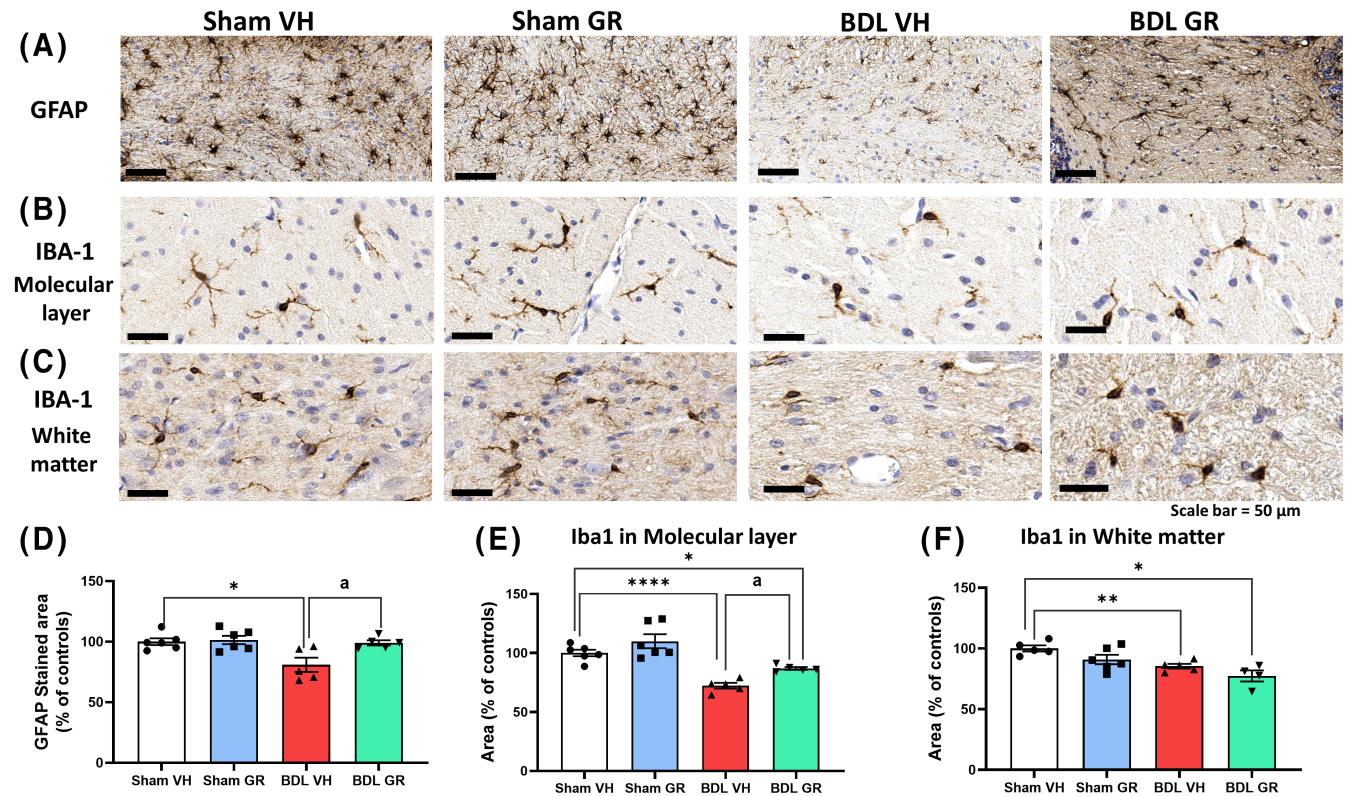 Sham VH
Sham GR
BDL VH
BDL GR
(A)
GFAP
(B)
IBA-1
Molecular
layer
(C)
IBA-1
White
matter
Scale bar = 50 µm
(D)
GFAP Stained area
(% of controls)
150
100
50
0
*
a
Sham VH
Sham GR
BDL VH
BDL GR
(E)
Iba1 in Molecular layer
Area (% of controls)
150
100
50
0
*
****
a
Sham VH
Sham GR
BDL VH
BDL GR
(F)
Iba1 in White matter
Area (% of controls)
150
100
50
0
*
**
Sham VH
Sham GR
BDL VH
BDL GR